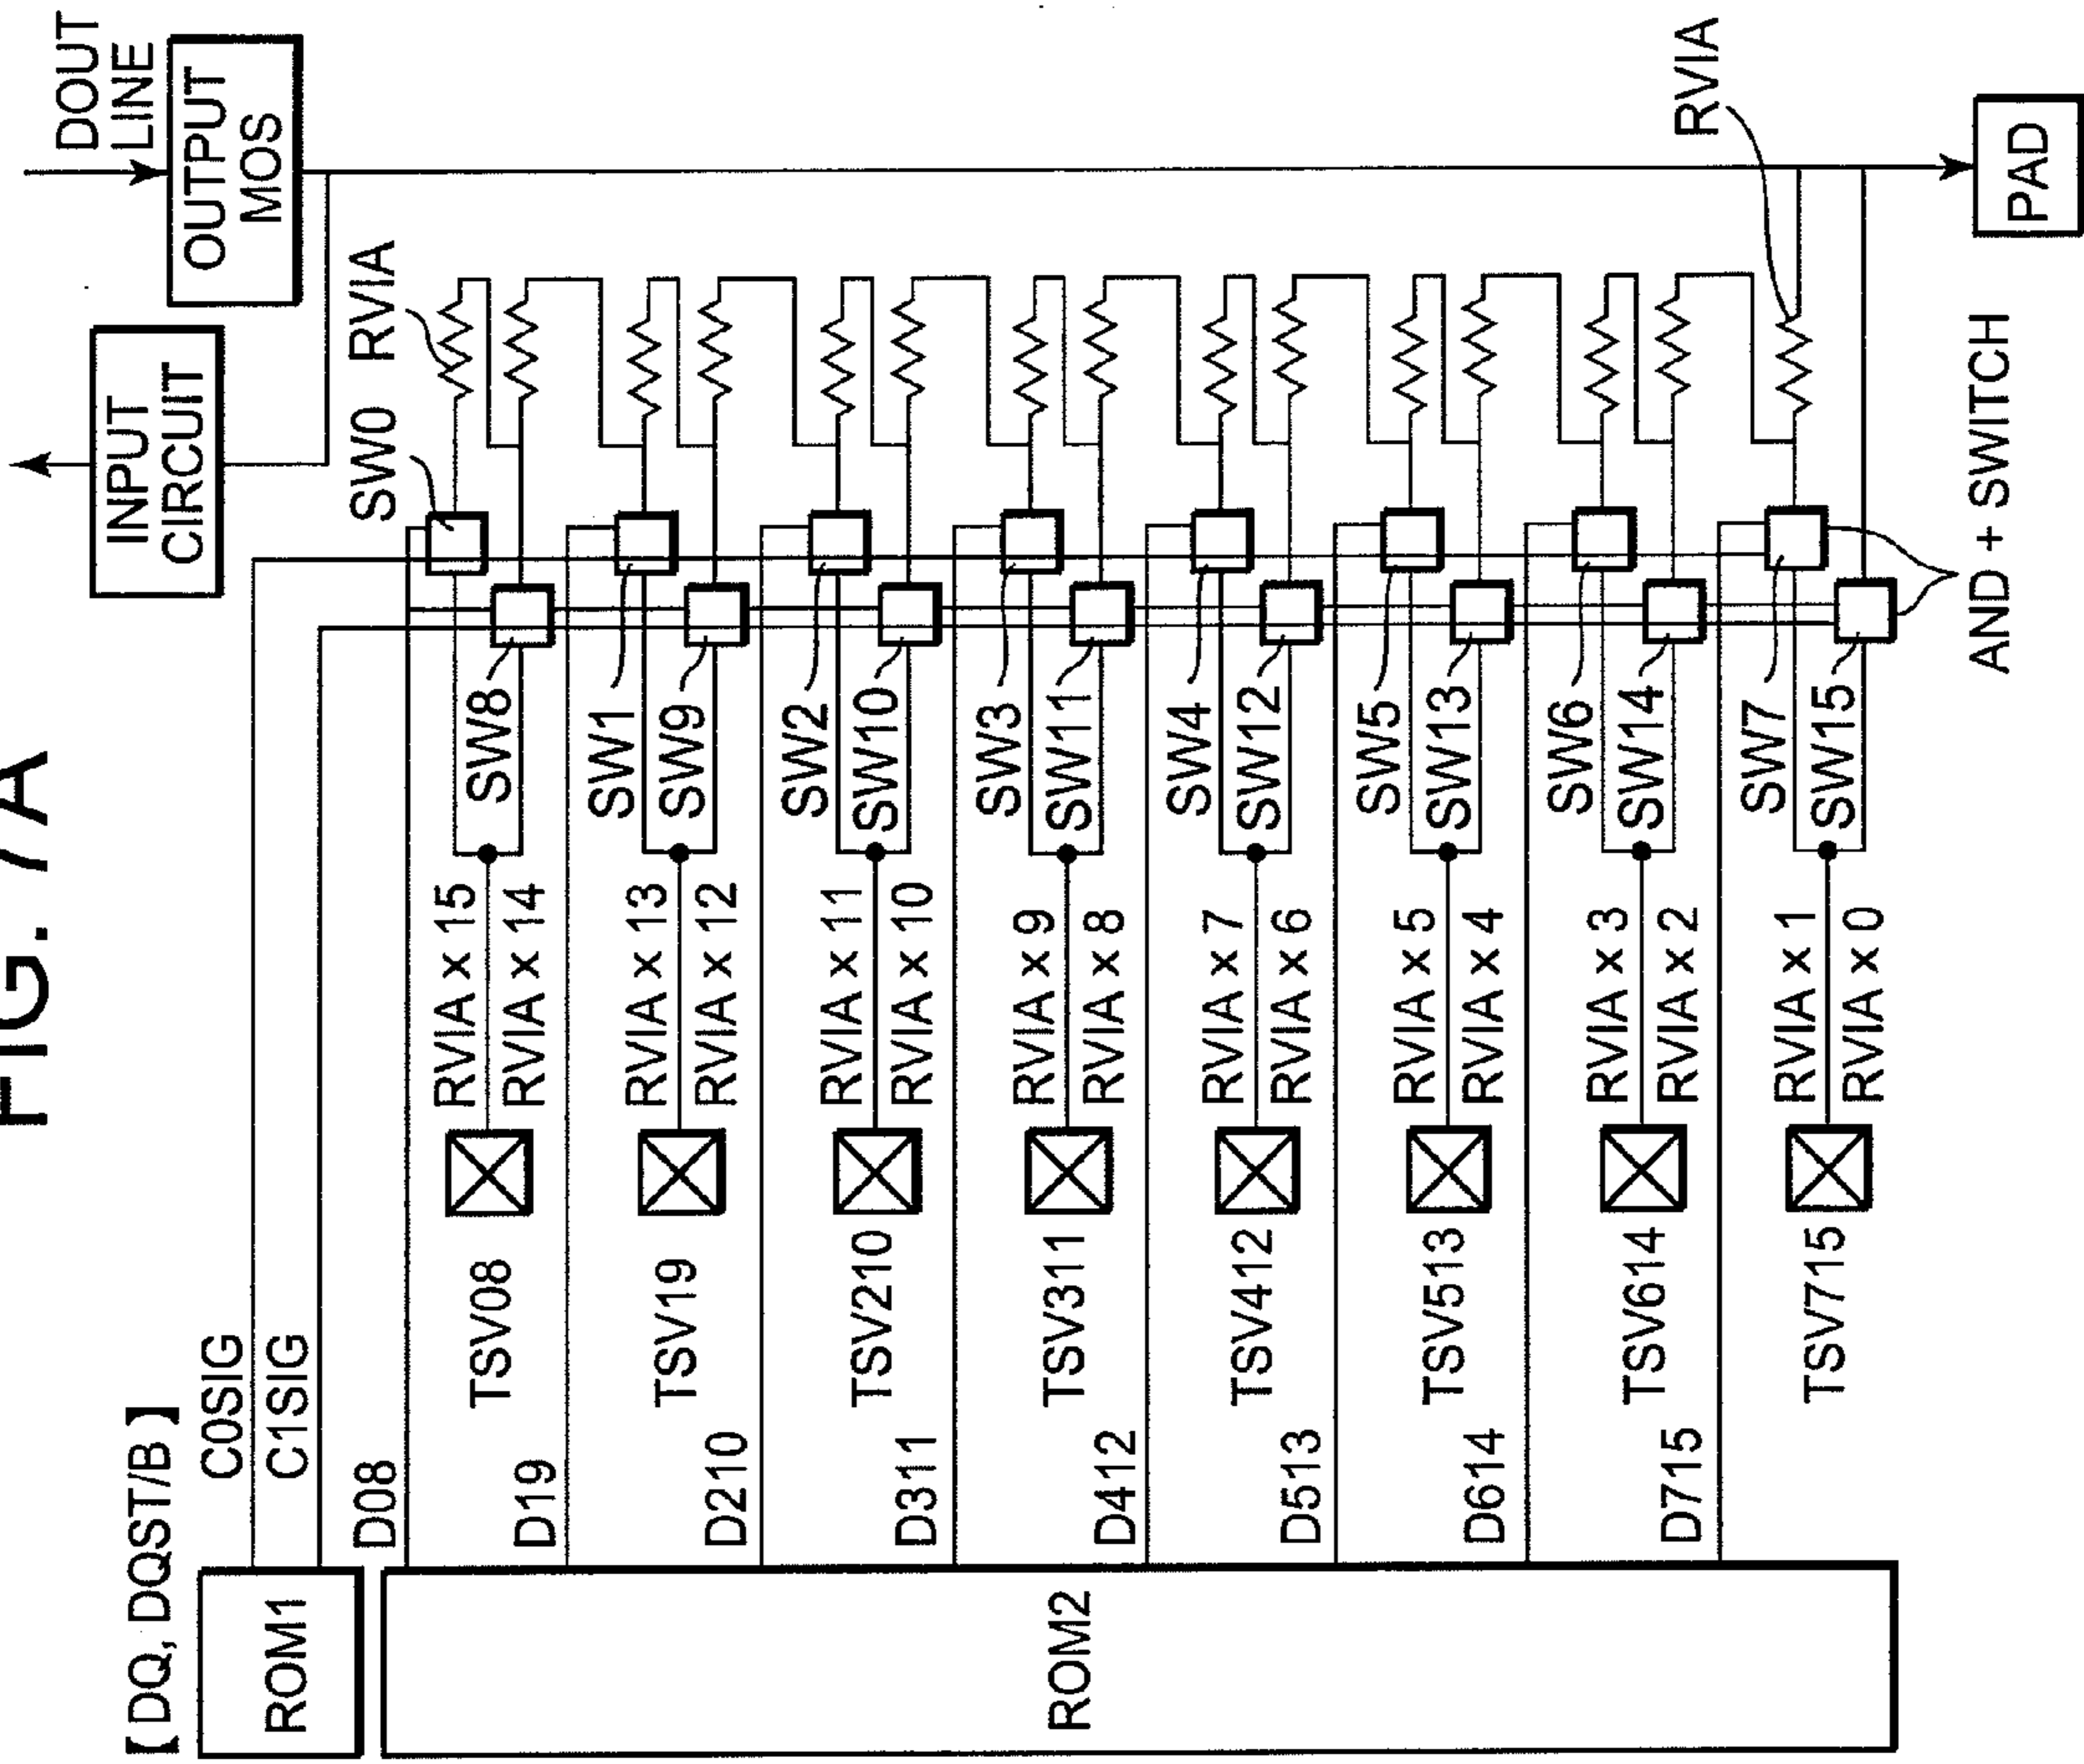 FIG. 7A
[ DQ, DQST/B ]
ROM1
C0SIG
C1SIG
ROM2
D08
D19
D210
D311
D412
D513
D614
D715
TSV08
TSV19
TSV210
TSV311
TSV412
TSV513
TSV614
TSV715
RVIA x 15
RVIA x 14
RVIA x 13
RVIA x 12
RVIA x 11
RVIA x 10
RVIA x 9
RVIA x 8
RVIA x 7
RVIA x 6
RVIA x 5
RVIA x 4
RVIA x 3
RVIA x 2
RVIA x 1
RVIA x 0
SW8
SW1
SW9
SW2
SW10
SW3
SW11
SW4
SW12
SW5
SW13
SW6
SW14
SW7
SW15
SW0
RVIA
INPUT
CIRCUIT
OUTPUT
MOS
DOUT
LINE
RVIA
PAD
AND + SWITCH